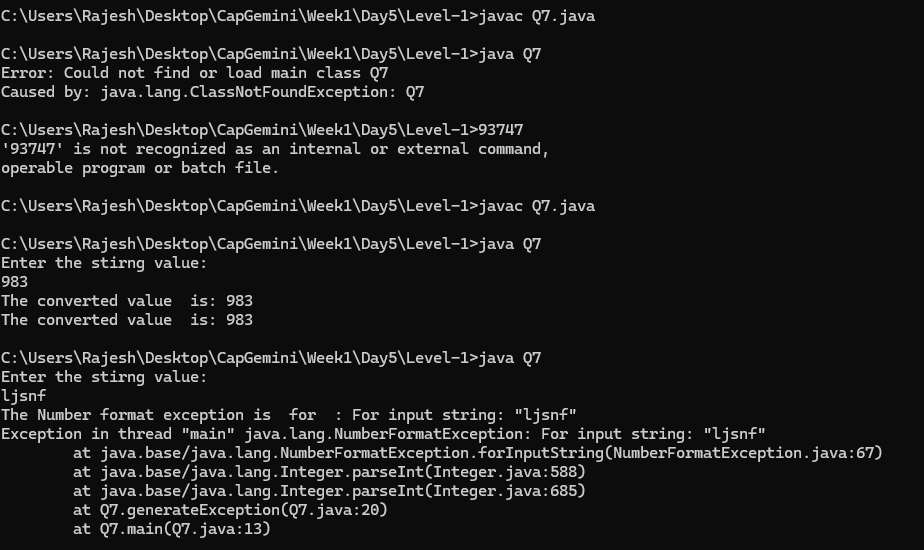 C:\Users\Rajesh\Desktop\CapGemini\Week1\Day5\Level-1>javac Q7.java
C:\Users\Rajesh\Desktop\CapGemini\Week1\Day5\Level-1>java Q7
Error: Could not find or load main class Q7
Caused by: java.lang.ClassNotFoundException: Q7
C:\Users\Rajesh\Desktop\CapGemini\Week1\Day5\Level-1>93747
'93747' is not recognized as an internal or external command,
operable program or batch file.
C:\Users\Rajesh\Desktop\CapGemini\Week1\Day5\Level-1>javac Q7.java
C:\Users\Rajesh\Desktop\CapGemini\Week1\Day5\Level-1>java Q7
Enter the stirng value:
983
The converted value  is: 983
The converted value  is: 983
C:\Users\Rajesh\Desktop\CapGemini\Week1\Day5\Level-1>java Q7
Enter the stirng value:
ljsnf
The Number format exception is  for  : For input string: "ljsnf"
Exception in thread "main" java.lang.NumberFormatException: For input string: "ljsnf"
        at java.base/java.lang.NumberFormatException.forInputString(NumberFormatException.java:67)
        at java.base/java.lang.Integer.parseInt(Integer.java:588)
        at java.base/java.lang.Integer.parseInt(Integer.java:685)
        at Q7.generateException(Q7.java:20)
        at Q7.main(Q7.java:13)